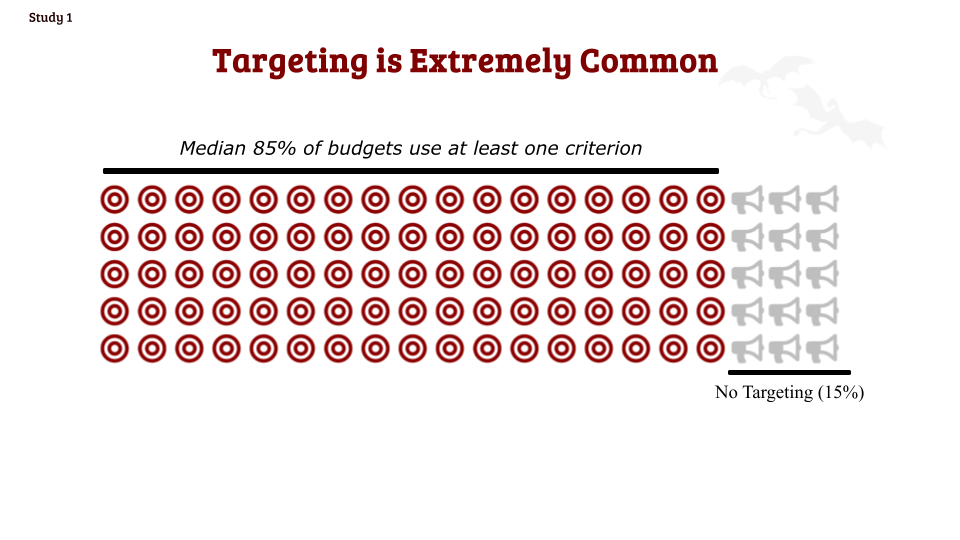 Study 1
Targeting is Extremely Common
Median 85% of budgets use at least one criterion
No Targeting (15%)